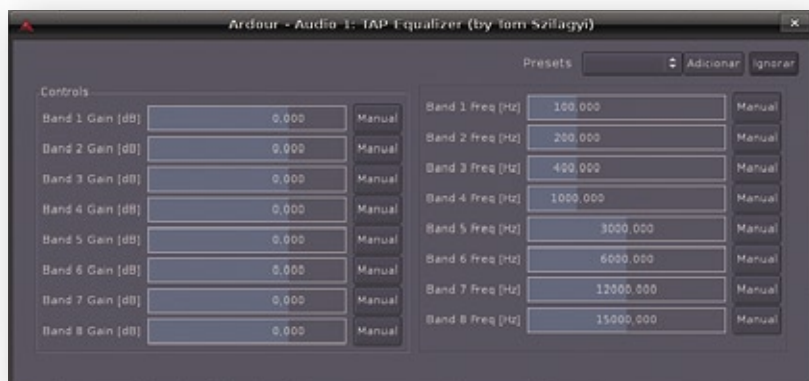 Ardour - Audio 1: TAP Equalizer (by Tom Szilagyi)
Presets Adicionar Ignorar
Controls
Band 1 Gain [dB] 0,000 Manual
Band 2 Gain [dB] 0,000 Manual
Band 3 Gain [dB] 0,000 Manual
Band 4 Gain [dB] 0,000 Manual
Band 5 Gain [dB] 0,000 Manual
Band 6 Gain [dB] 0,000 Manual
Band 7 Gain [dB] 0,000 Manual
Band 8 Gain [dB] 0,000 Manual
Band 1 Freq [Hz] 100,000 Manual
Band 2 Freq [Hz] 200,000 Manual
Band 3 Freq [Hz] 400,000 Manual
Band 4 Freq [Hz] 1000,000 Manual
Band 5 Freq [Hz] 3000,000 Manual
Band 6 Freq [Hz] 6000,000 Manual
Band 7 Freq [Hz] 12000,000 Manual
Band 8 Freq [Hz] 15000,000 Manual